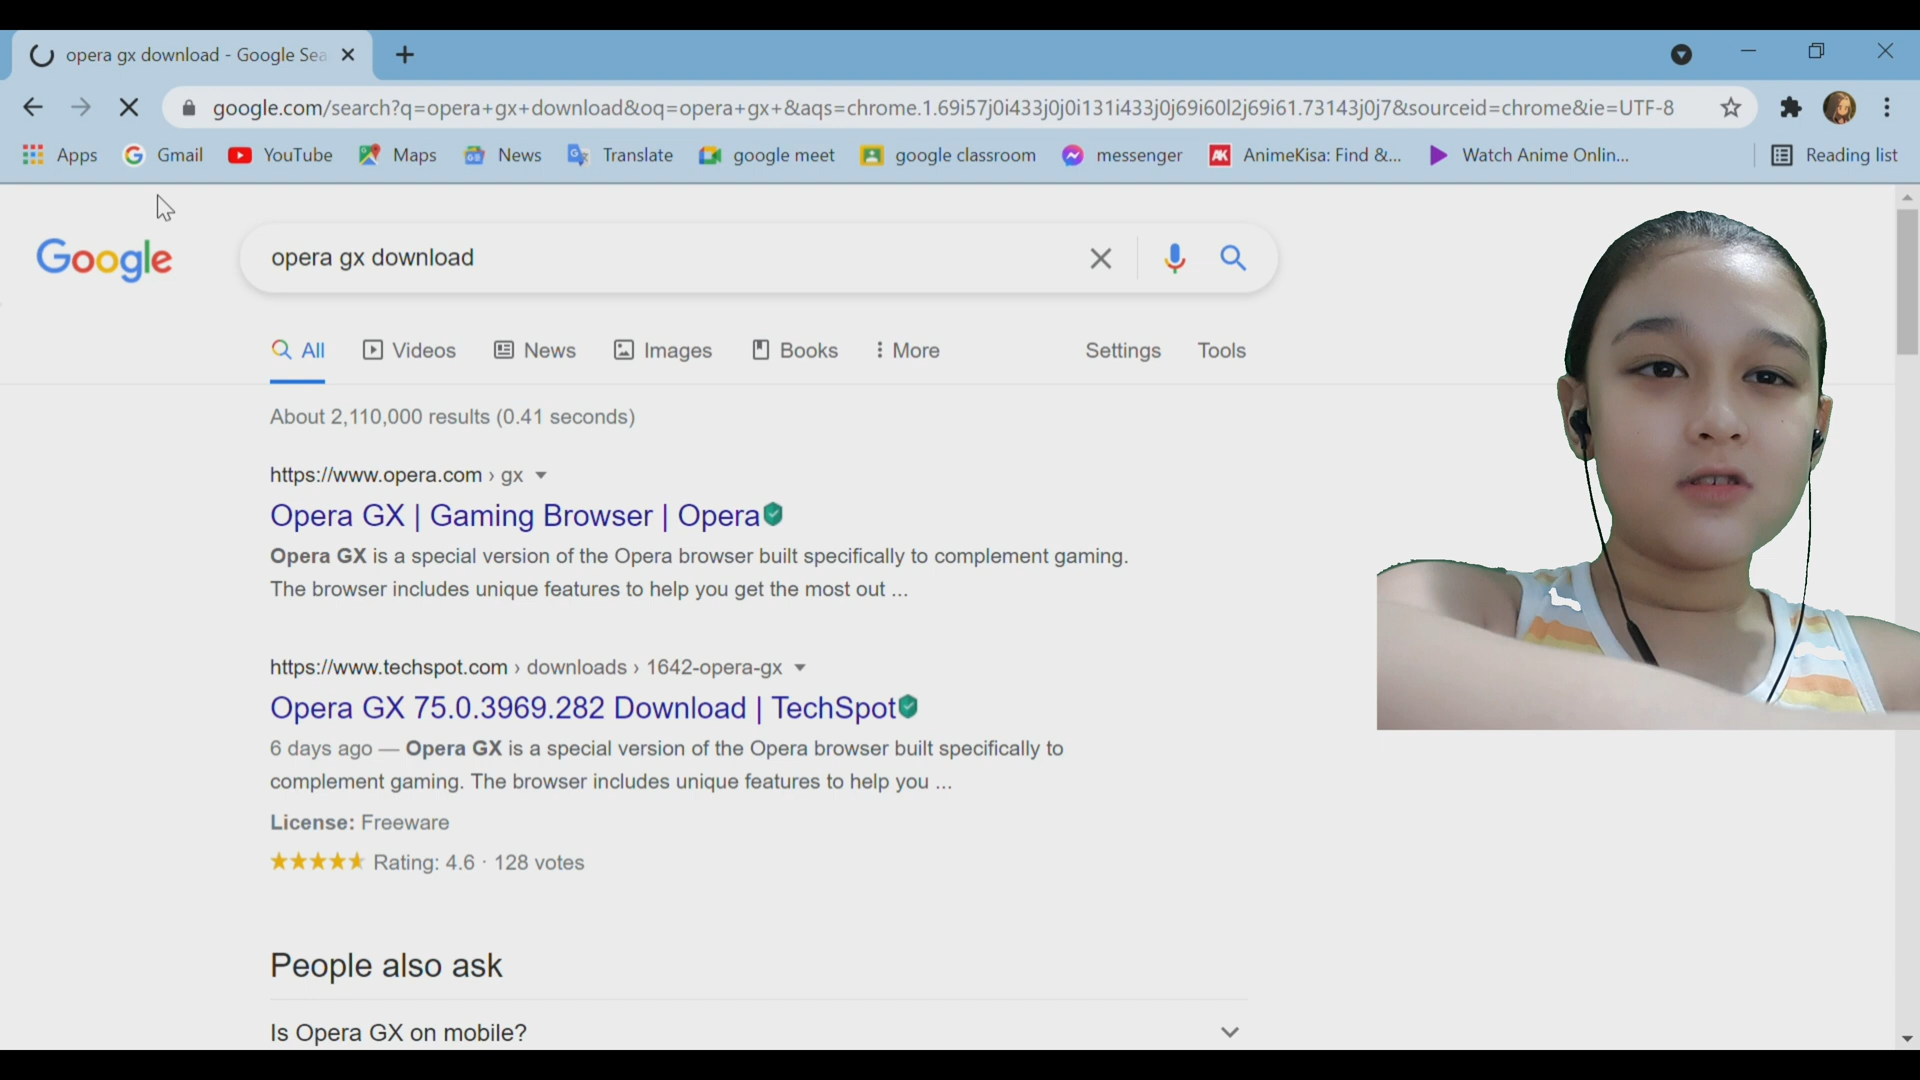 opera gx download - Google Sea
google.com/search?q=opera+gx+download&oq=opera+gx+&aqs=chrome.1.69i57j0i433j0j0i131i433j0j69i60l2j69i61.73143j0j7&sourceid=chrome&ie=UTF-8
Apps Gmail YouTube Maps News Translate google meet google classroom messenger AK AnimeKisa: Find &... Watch Anime Onlin... Reading list
Google
opera gx download
All Videos News Images Books More Settings Tools
About 2,110,000 results (0.41 seconds)
https://www.opera.com › gx
Opera GX | Gaming Browser | Opera
Opera GX is a special version of the Opera browser built specifically to complement gaming.
The browser includes unique features to help you get the most out ...
https://www.techspot.com › downloads › 1642-opera-gx
Opera GX 75.0.3969.282 Download | TechSpot
6 days ago — Opera GX is a special version of the Opera browser built specifically to
complement gaming. The browser includes unique features to help you ...
License: Freeware
Rating: 4.6 · 128 votes
People also ask
Is Opera GX on mobile?